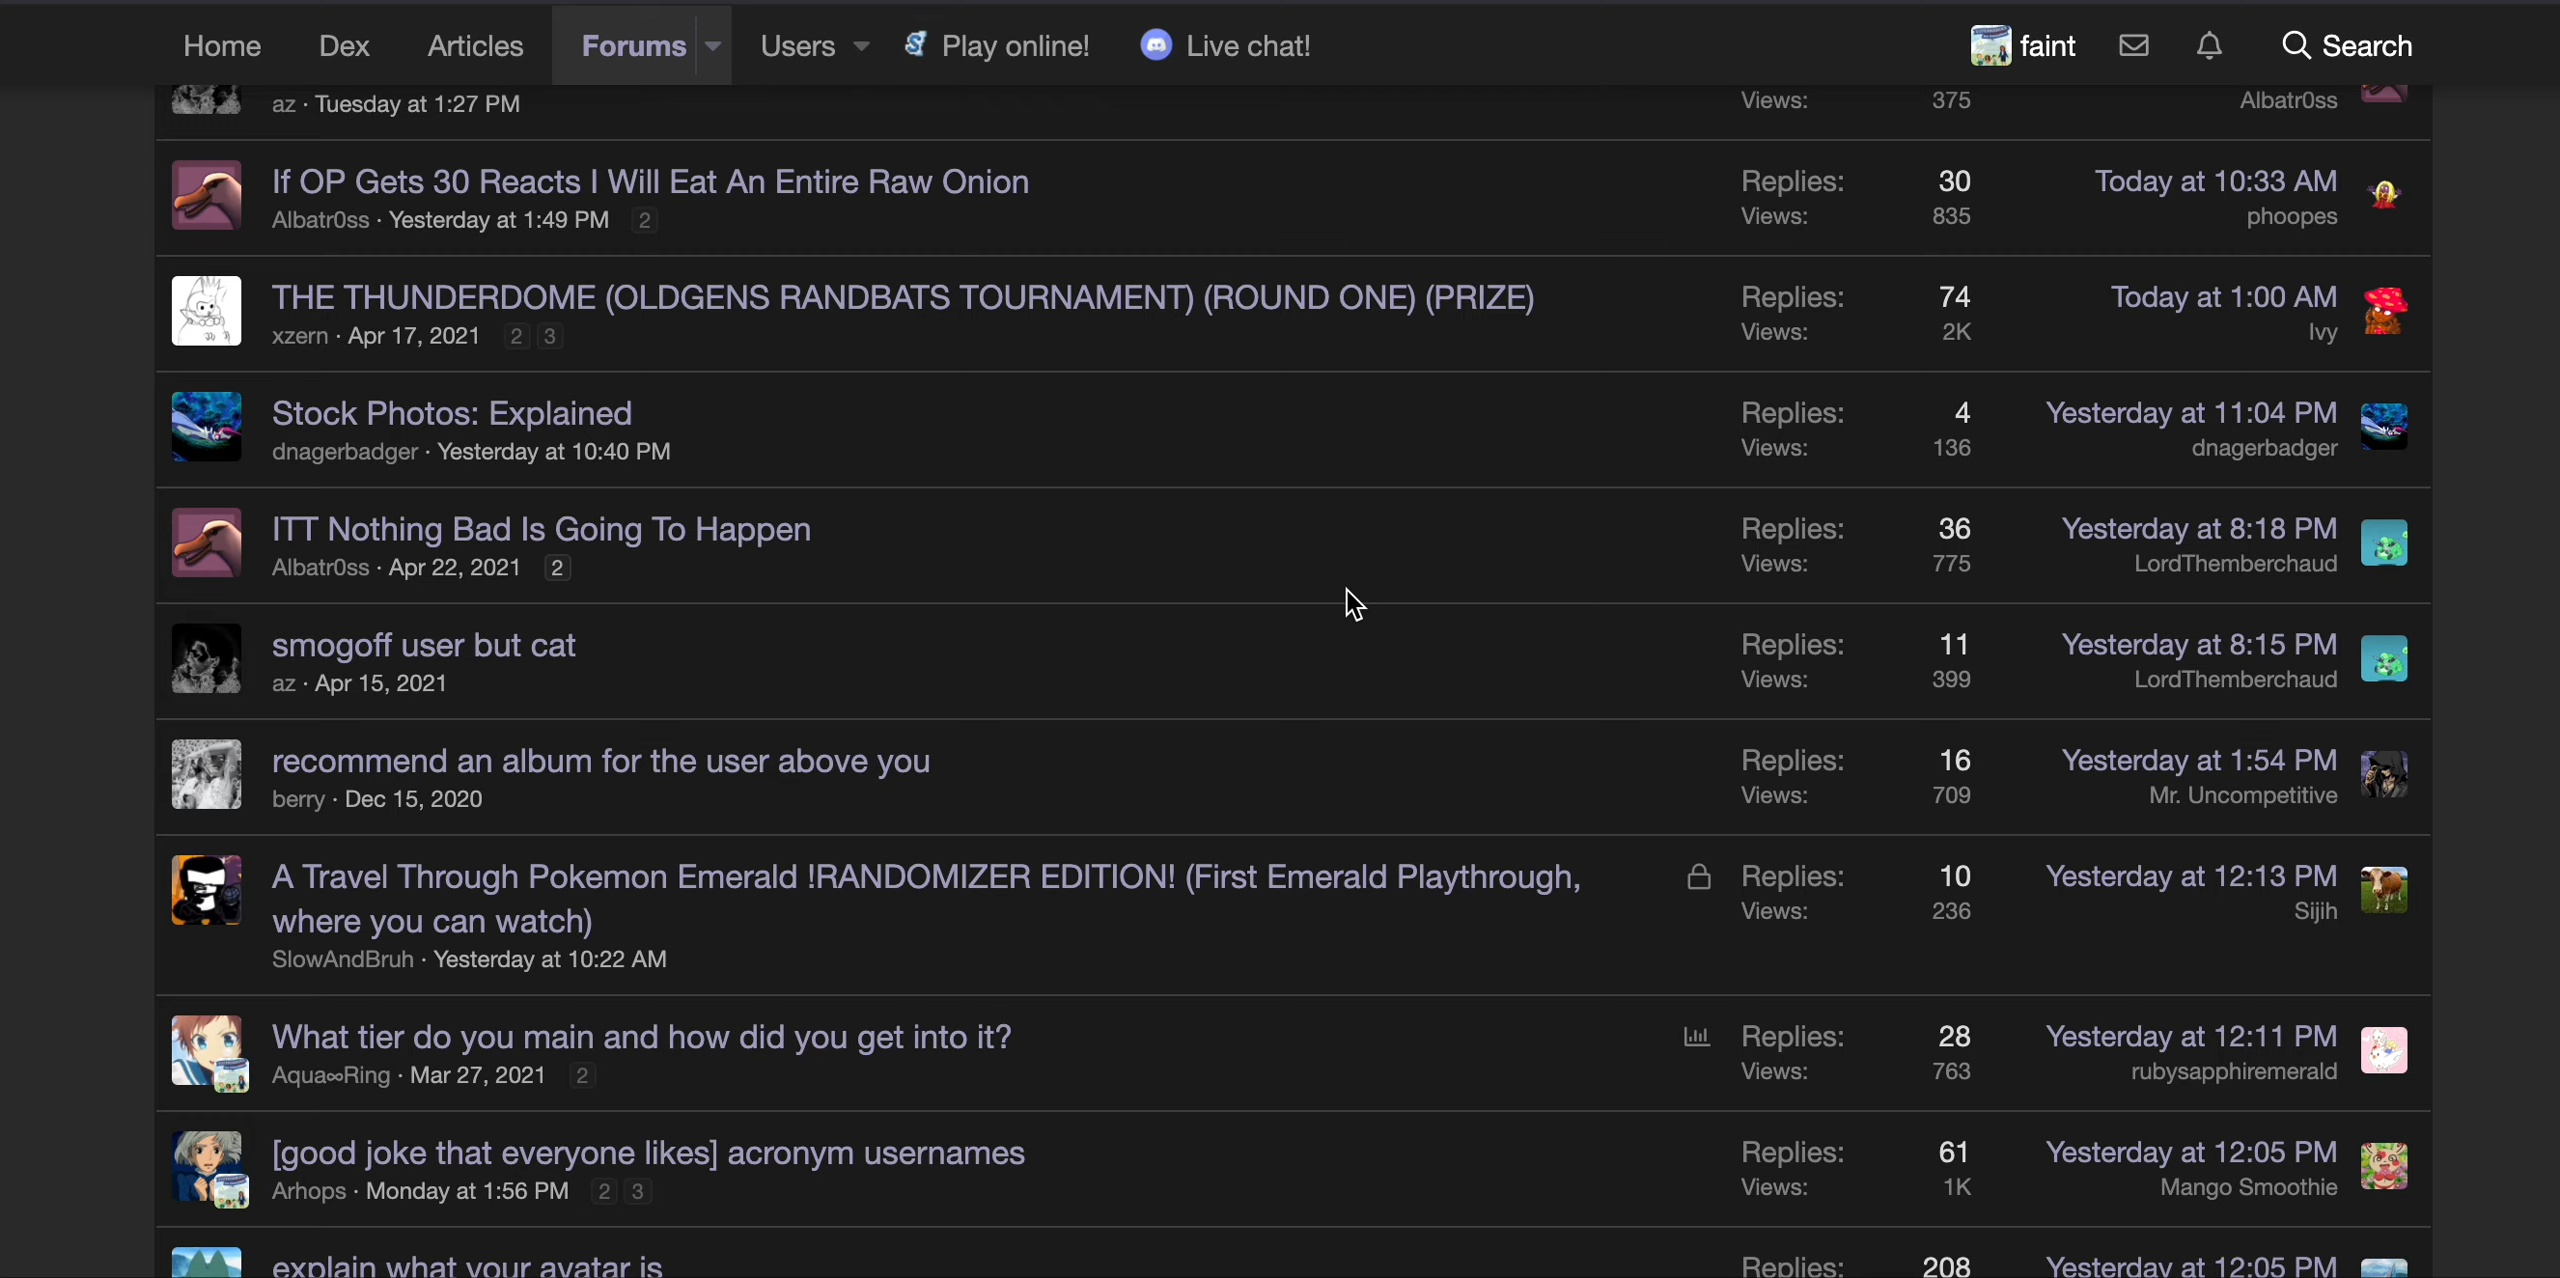 Home Dex Articles Forums Users Play online! Live chat! faint Search
az · Tuesday at 1:27 PM
Views: 375
Albatr0ss
If OP Gets 30 Reacts I Will Eat An Entire Raw Onion
Albatr0ss · Yesterday at 1:49 PM 2
Replies: 30
Views: 835
Today at 10:33 AM
phoopes
THE THUNDERDOME (OLDGENS RANDBATS TOURNAMENT) (ROUND ONE) (PRIZE)
xzern · Apr 17, 2021 2 3
Replies: 74
Views: 2K
Today at 1:00 AM
Ivy
Stock Photos: Explained
dnagerbadger · Yesterday at 10:40 PM
Replies: 4
Views: 136
Yesterday at 11:04 PM
dnagerbadger
ITT Nothing Bad Is Going To Happen
Albatr0ss · Apr 22, 2021 2
Replies: 36
Views: 775
Yesterday at 8:18 PM
LordThemberchaud
smogoff user but cat
az · Apr 15, 2021
Replies: 11
Views: 399
Yesterday at 8:15 PM
LordThemberchaud
recommend an album for the user above you
berry · Dec 15, 2020
Replies: 16
Views: 709
Yesterday at 1:54 PM
Mr. Uncompetitive
A Travel Through Pokemon Emerald !RANDOMIZER EDITION! (First Emerald Playthrough,
where you can watch)
SlowAndBruh · Yesterday at 10:22 AM
Replies: 10
Views: 236
Yesterday at 12:13 PM
Sijih
What tier do you main and how did you get into it?
Aqua∞Ring · Mar 27, 2021 2
Replies: 28
Views: 763
Yesterday at 12:11 PM
rubysapphiremerald
[good joke that everyone likes] acronym usernames
Arhops · Monday at 1:56 PM 2 3
Replies: 61
Views: 1K
Yesterday at 12:05 PM
Mango Smoothie
explain what your avatar is
Replies: 208
Yesterday at 12:05 PM